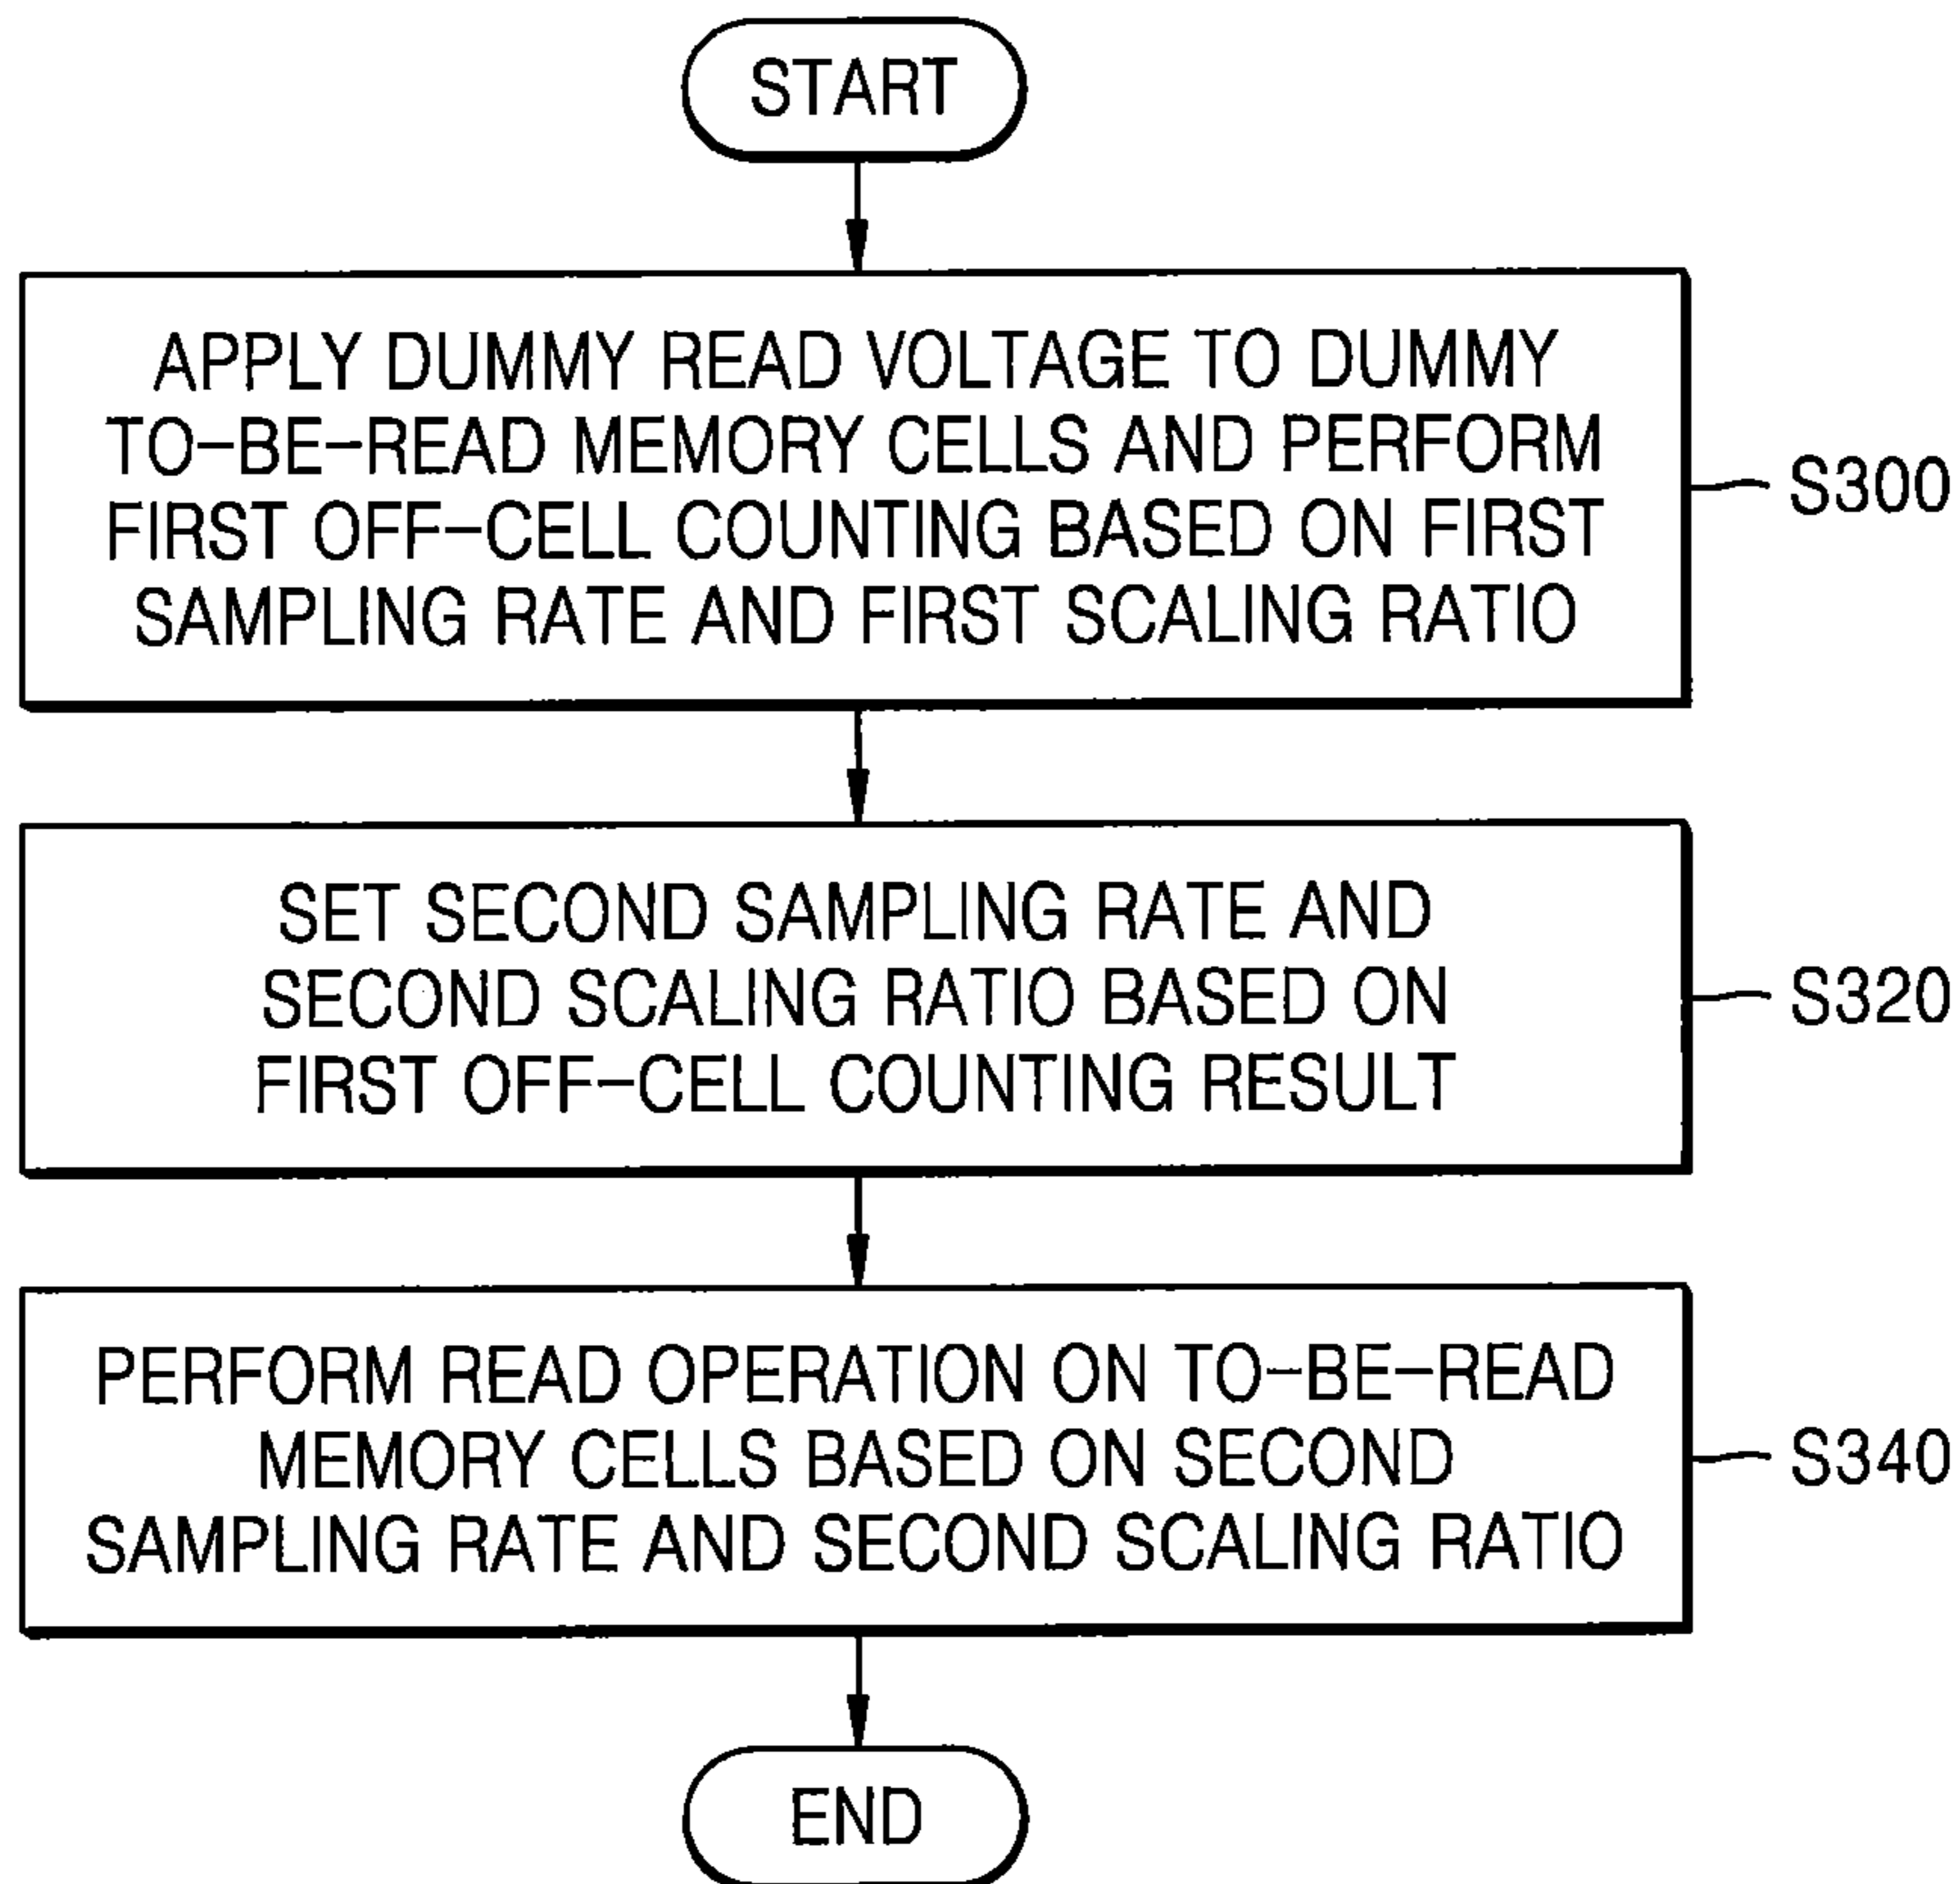 START
APPLY DUMMY READ VOLTAGE TO DUMMY
TO-BE-READ MEMORY CELLS AND PERFORM
FIRST OFF-CELL COUNTING BASED ON FIRST
SAMPLING RATE AND FIRST SCALING RATIO
S300
SET SECOND SAMPLING RATE AND
SECOND SCALING RATIO BASED ON
FIRST OFF-CELL COUNTING RESULT
S320
PERFORM READ OPERATION ON TO-BE-READ
MEMORY CELLS BASED ON SECOND
SAMPLING RATE AND SECOND SCALING RATIO
S340
END